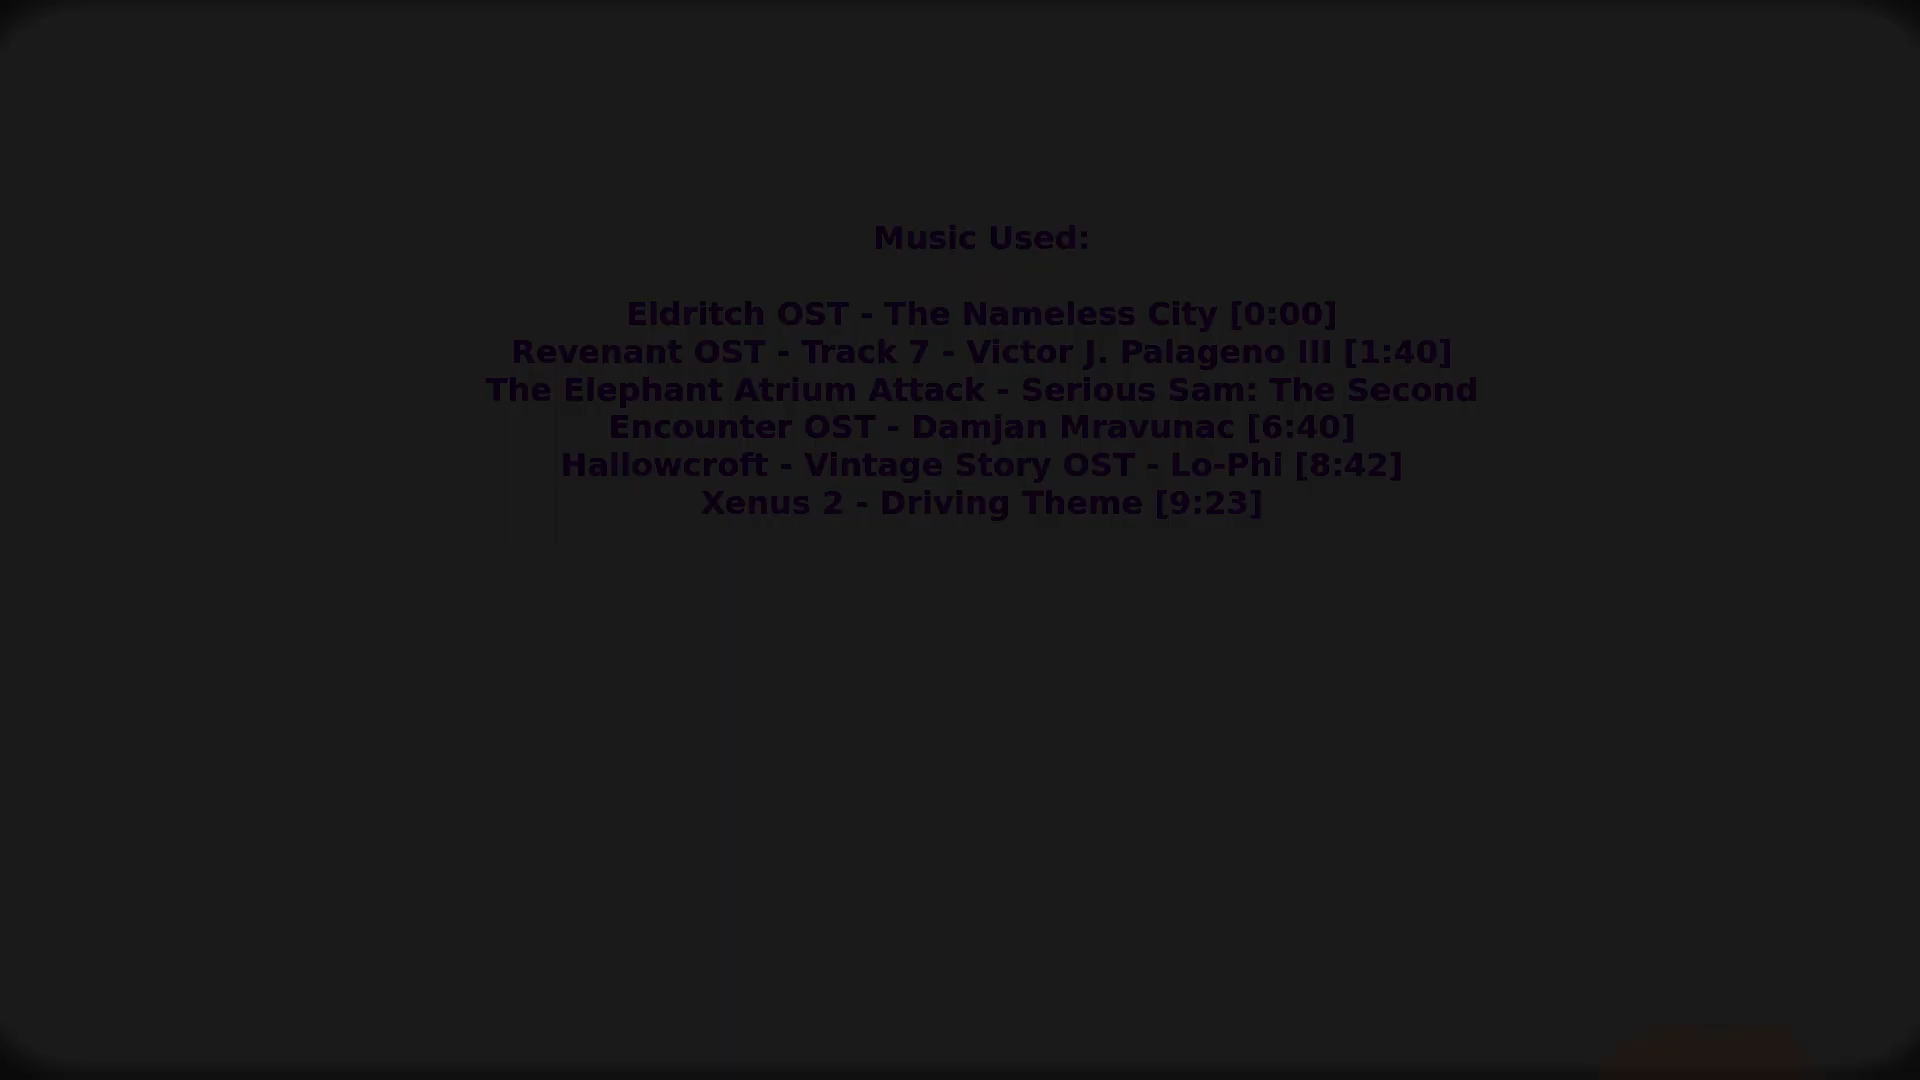 Music Used:
Eldritch OST - The Nameless City [0:00]
Revenant OST - Track 7 - Victor J. Palageno III [1:40]
The Elephant Atrium Attack - Serious Sam: The Second
Encounter OST - Damjan Mravunac [6:40]
Hallowcroft - Vintage Story OST - Lo-Phi [8:42]
Xenus 2 - Driving Theme [9:23]